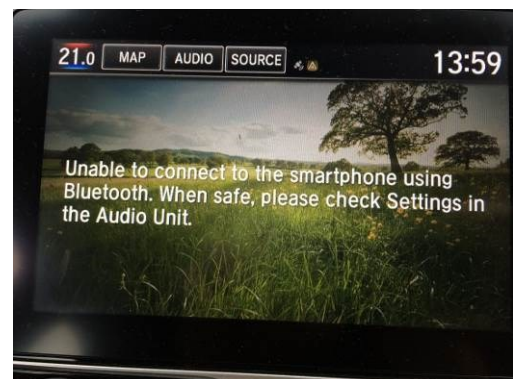 21.0 MAP AUDIO SOURCE 13:59
Unable to connect to the smartphone using
Bluetooth. When safe, please check Settings in
the Audio Unit.